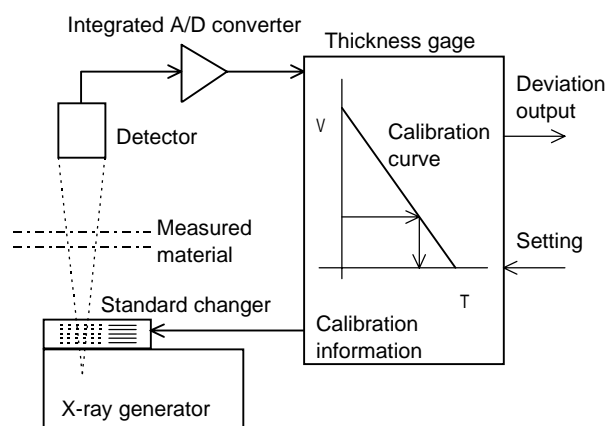 Integrated A/D converter
Thickness gage
Deviation
output
Detector
V
Calibration
curve
Measured
material
Setting
Standard changer
T
Calibration
information
X-ray generator